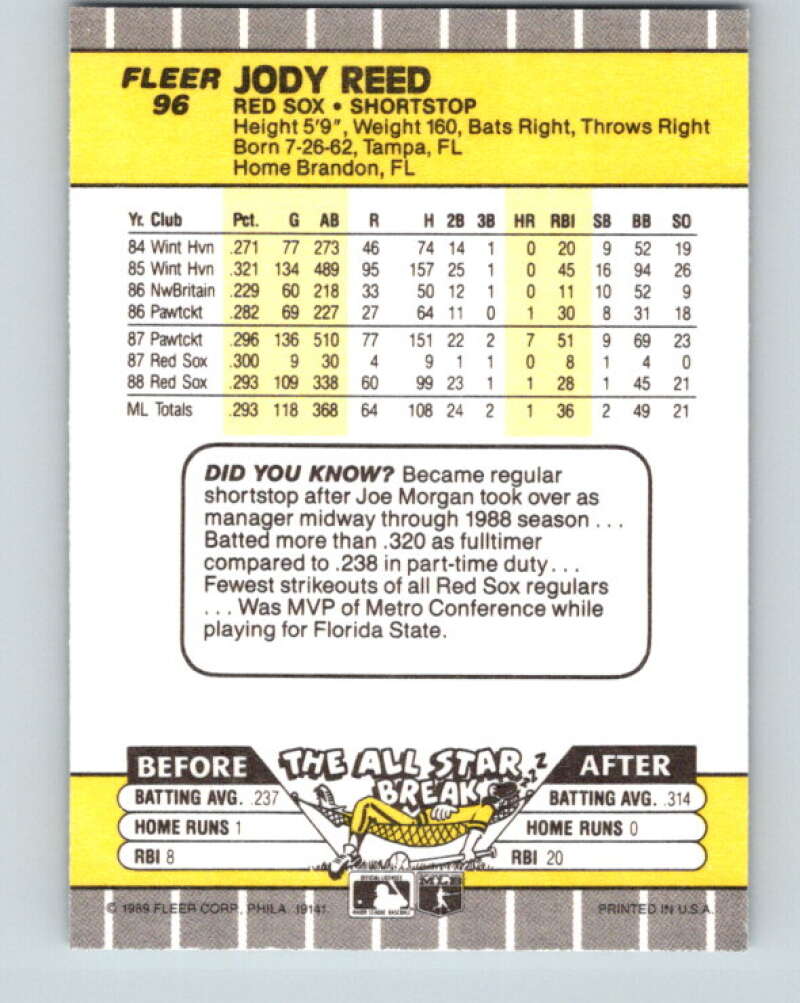 FLEER JODY REED
96 RED SOX • SHORTSTOP
Height 5'9", Weight 160, Bats Right, Throws Right
Born 7-26-62, Tampa, FL
Home Brandon, FL
Yr. Club Pct. G AB R H 2B 3B HR RBI SB BB SO
84 Wint Hvn .271 77 273 46 74 14 1 0 20 9 52 19
85 Wint Hvn .321 134 489 95 157 25 1 0 45 16 94 26
86 NwBritain .229 60 218 33 50 12 1 0 11 10 52 9
86 Pawtckt .282 69 227 27 64 11 0 1 30 8 31 18
87 Pawtckt .296 136 510 77 151 22 2 7 51 9 69 23
87 Red Sox .300 9 30 4 9 1 1 0 8 1 4 0
88 Red Sox .293 109 338 60 99 23 1 1 28 1 45 21
ML Totals .293 118 368 64 108 24 2 1 36 2 49 21
DID YOU KNOW? Became regular
shortstop after Joe Morgan took over as
manager midway through 1988 season . . .
Batted more than .320 as fulltimer
compared to .238 in part-time duty . . .
Fewest strikeouts of all Red Sox regulars
. . . Was MVP of Metro Conference while
playing for Florida State.
THE ALL STAR
BREAK
ZZZZ
BEFORE
BATTING AVG. .237
HOME RUNS 1
RBI 8
AFTER
BATTING AVG. .314
HOME RUNS 0
RBI 20
© 1989 FLEER CORP., PHILA. 19141
MAJOR LEAGUE BASEBALL
PRINTED IN U.S.A.